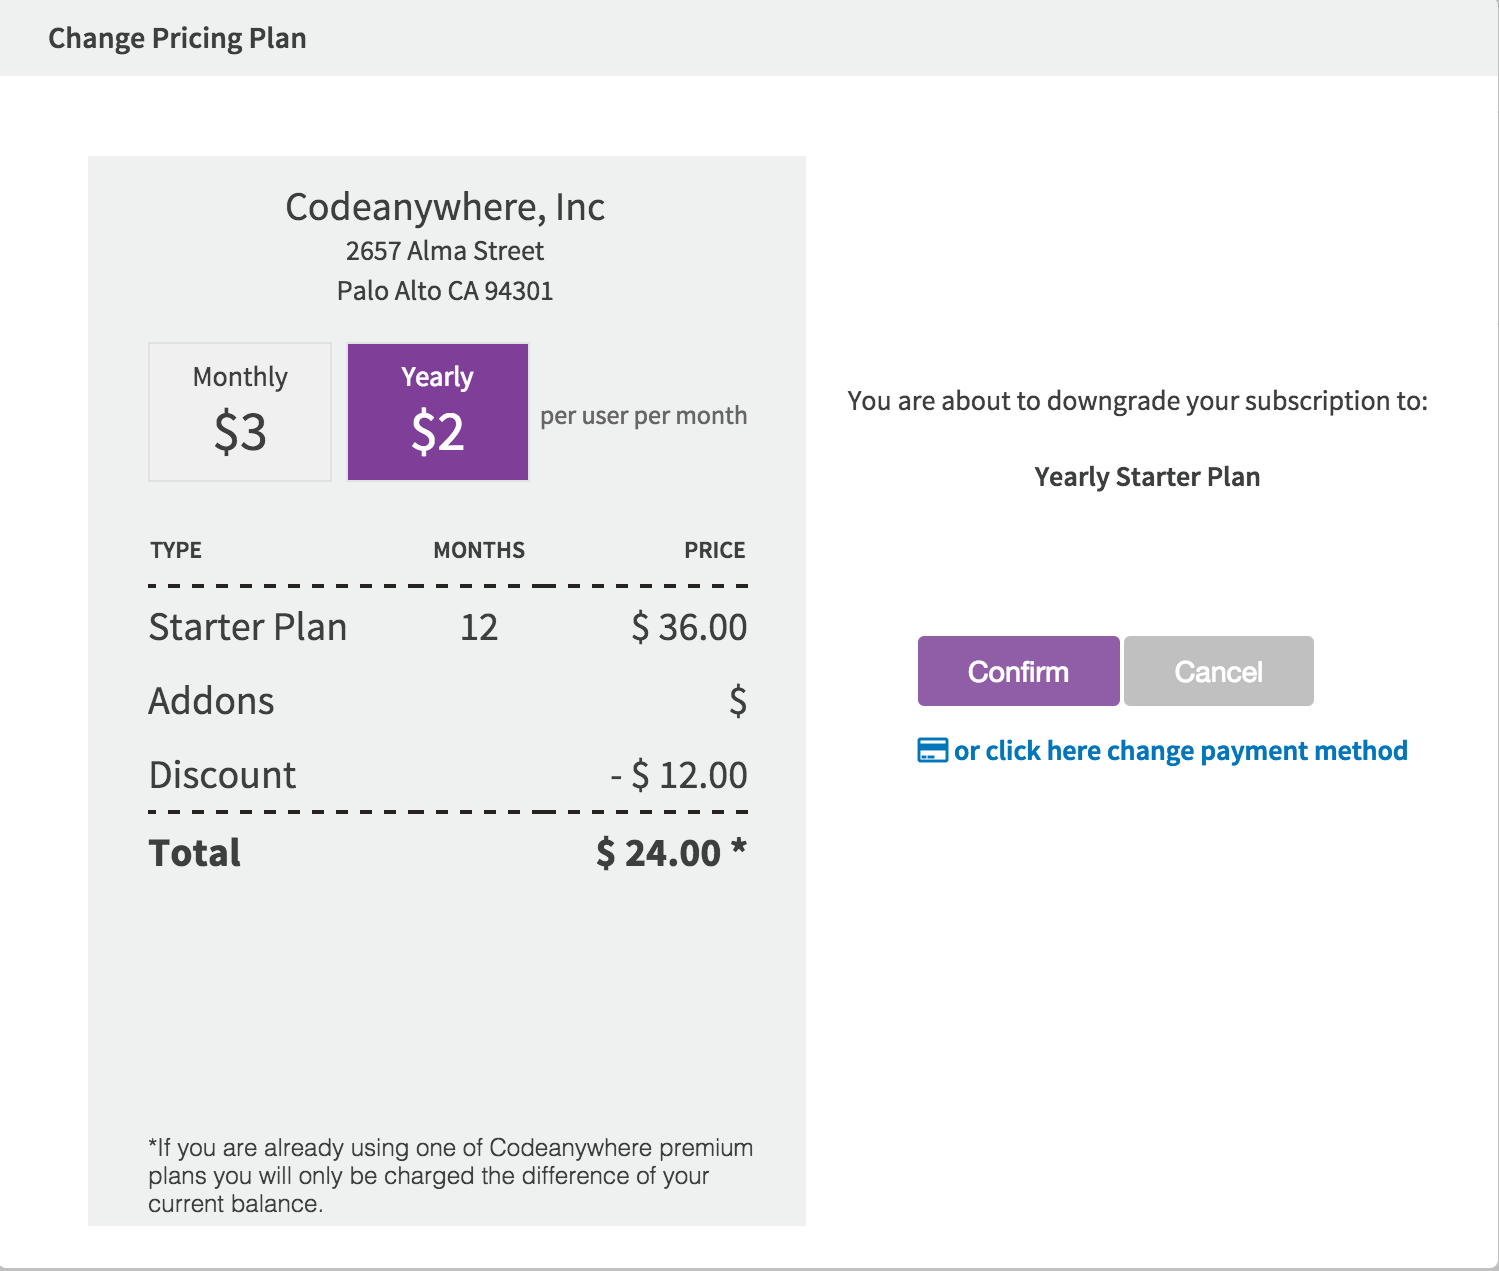 Change Pricing Plan
Codeanywhere, Inc
2657 Alma Street
Palo Alto CA 94301
Monthly
$3
Yearly
$2
per user per month
TYPE MONTHS PRICE
Starter Plan 12 $ 36.00
Addons $
Discount - $ 12.00
Total $ 24.00 *
*If you are already using one of Codeanywhere premium
plans you will only be charged the difference of your
current balance.
You are about to downgrade your subscription to:
Yearly Starter Plan
Confirm
Cancel
or click here change payment method